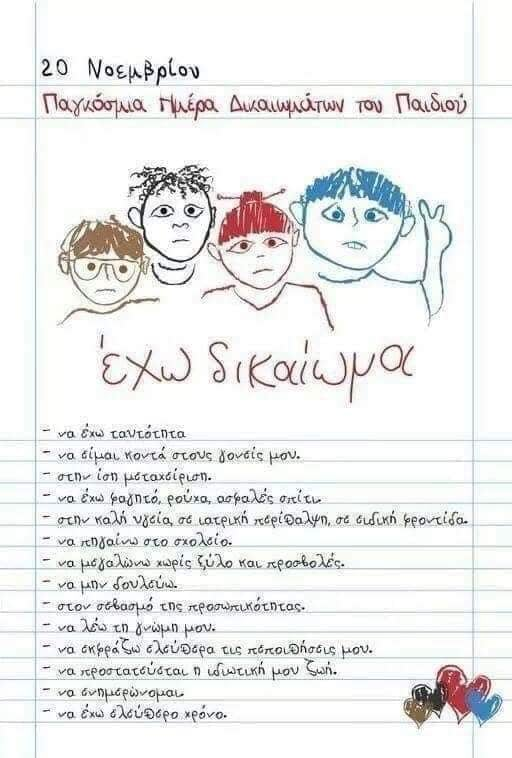 20 Νοεμβρίου
Παγκόσμια Ημέρα Δικαιωμάτων του Παιδιού
έχω δικαίωμα
- να έχω ταυτότητα
- να είμαι κοντά στους γονείς μου.
- στην ίση μεταχείριση.
- να έχω φαγητό, ρούχα, ασφαλές σπίτι.
- στην καλή υγεία, σε ιατρική περίθαλψη, σε ειδική φροντίδα.
- να πηγαίνω στο σχολείο.
- να μεγαλώνω χωρίς ξύλο και προσβολές.
- να μην δουλεύω.
- στον σεβασμό της προσωπικότητας.
- να λέω τη γνώμη μου.
- να εκφράζω ελεύθερα τις πεποιθήσεις μου.
- να προστατεύεται η ιδιωτική μου ζωή.
- να ενημερώνομαι.
- να έχω ελεύθερο χρόνο.